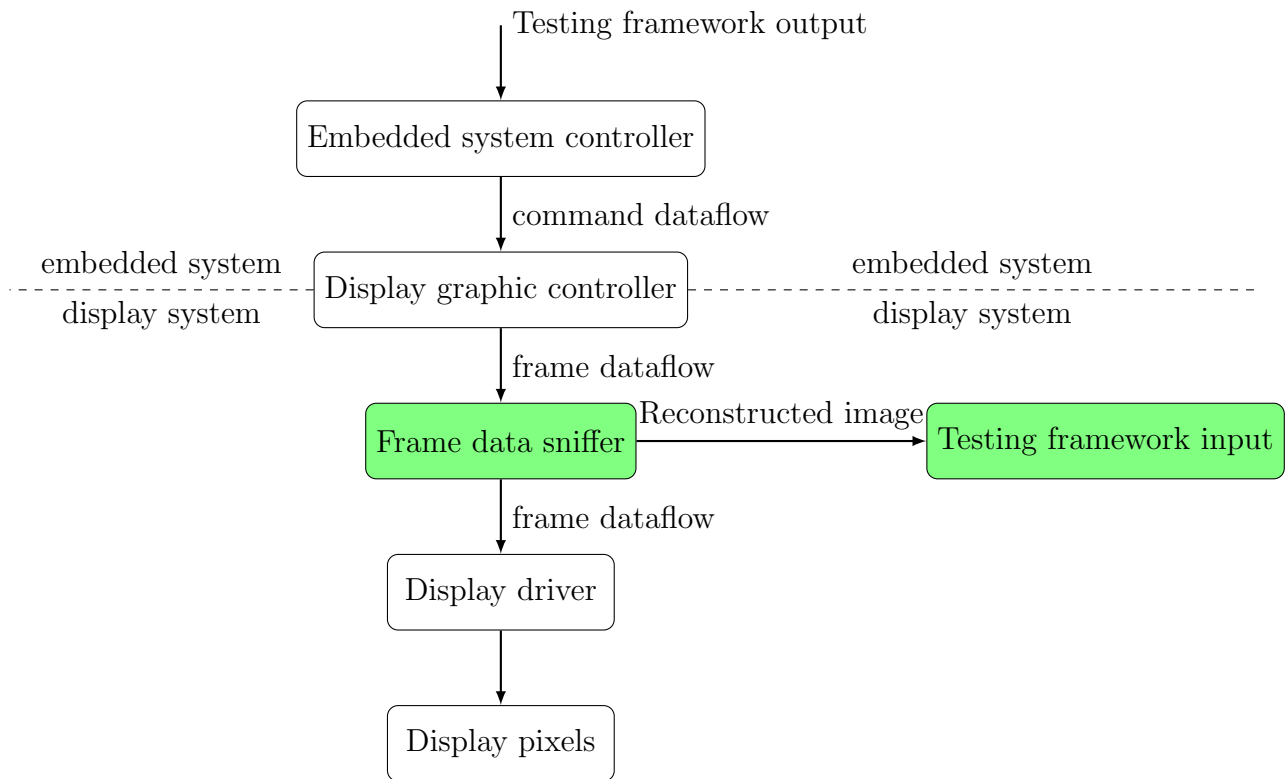 Testing framework output
Embedded system controller
command dataflow
embedded system
embedded system
Display graphic controller
display system
display system
frame dataflow
Reconstructed image
Frame data sniffer
Testing framework input
frame dataflow
Display driver
Display pixels